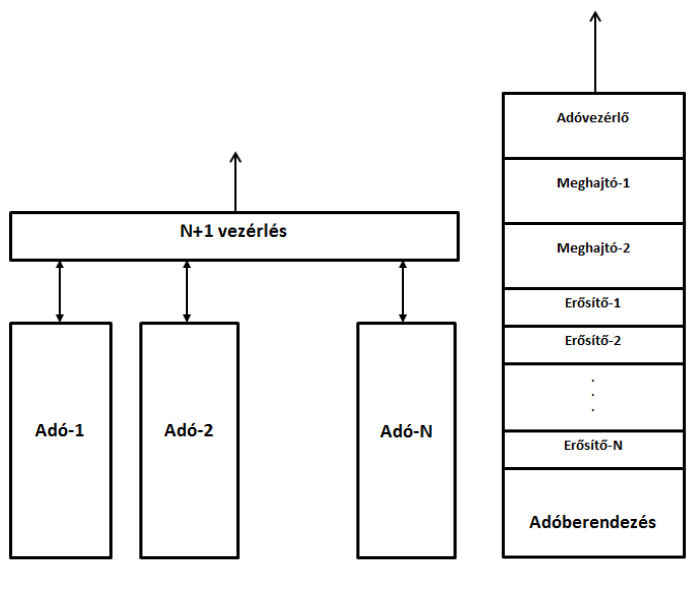 N+1 vezérlés
Adó-1
Adó-2
Adó-N
Adóvezérlő
Meghajtó-1
Meghajtó-2
Erősítő-1
Erősítő-2
.
.
.
Erősítő-N
Adóberendezés